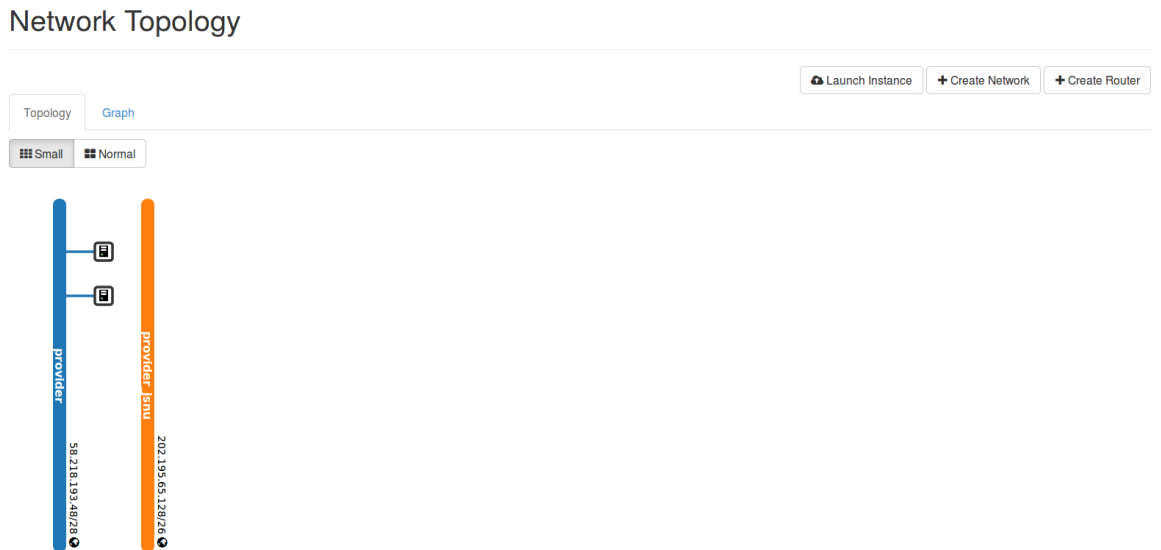 Network Topology
Launch Instance
Create Network
Create Router
Topology
Graph
Small
Normal
provider
58.218.193.48/28
provider_jsnu
202.195.65.128/26